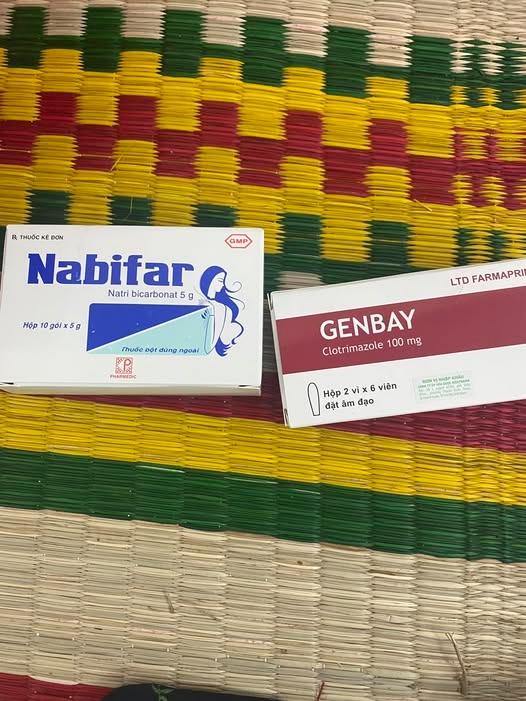 ℞ THUỐC KÊ ĐƠN
GMP
Nabifar
Natri bicarbonat 5 g
Hộp 10 gói x 5 g
Thuốc bột dùng ngoài
PHARMEDIC
LTD FARMAPRI
GENBAY
Clotrimazole 100 mg
Hộp 2 vỉ x 6 viên
đặt âm đạo